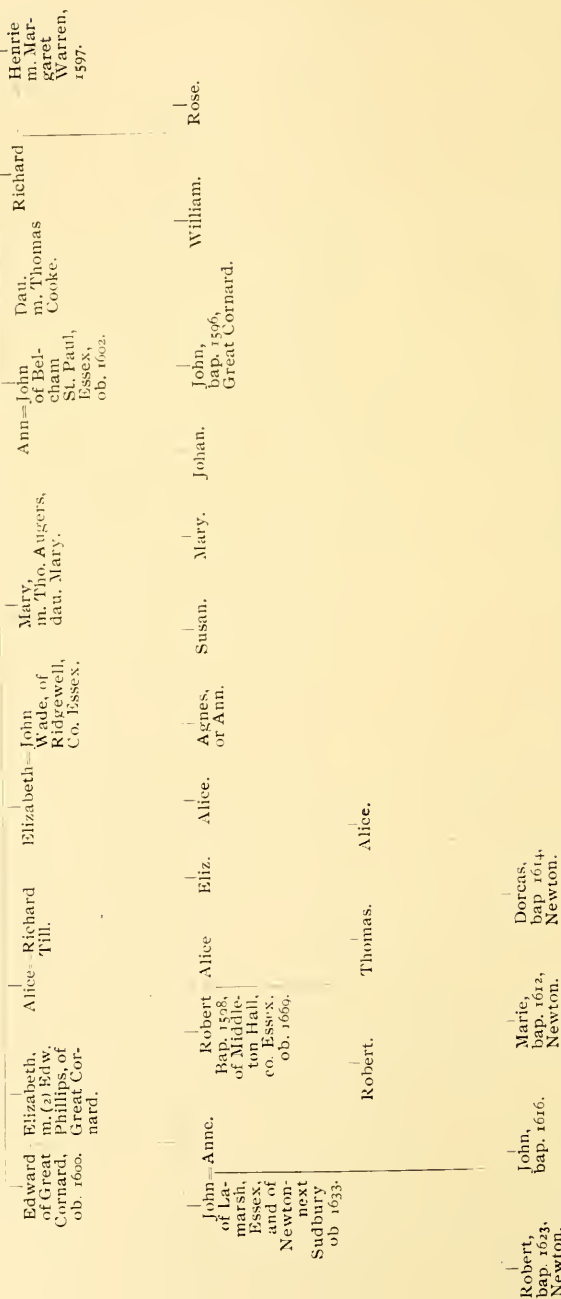 Edward
of Great
Cornard,
ob. 1600.
Elizabeth,
m. (2) Edw.
Phillips, of
Great Cor-
nard.
Alice=Richard
Till.
Elizabeth=John
Wade, of
Ridgewell,
Co. Essex.
Mary,
m. Tho. Augers,
dau. Mary.
Ann=John
of Bel-
cham
St. Paul,
Essex,
ob. 1602.
Dau.
m. Thomas
Cooke.
Richard
Henrie
m. Mar-
garet
Warren,
1597.
John=Anne.
of La-
marsh,
Essex,
and of
Newton-
next
Sudbury
ob 1633.
Robert
Bap. 1598,
of Middle-
ton Hall,
co. Essex.
ob. 1669.
Alice
Eliz.
Alice.
Agnes,
or Ann.
Susan.
Mary.
Johan.
John,
bap. 1596,
Great Cornard.
William.
Rose.
Robert.
Thomas.
Alice.
Robert,
bap. 1623,
Newton.
John,
bap. 1616.
Marie,
bap. 1612,
Newton.
Dorcas,
bap 1614,
Newton.